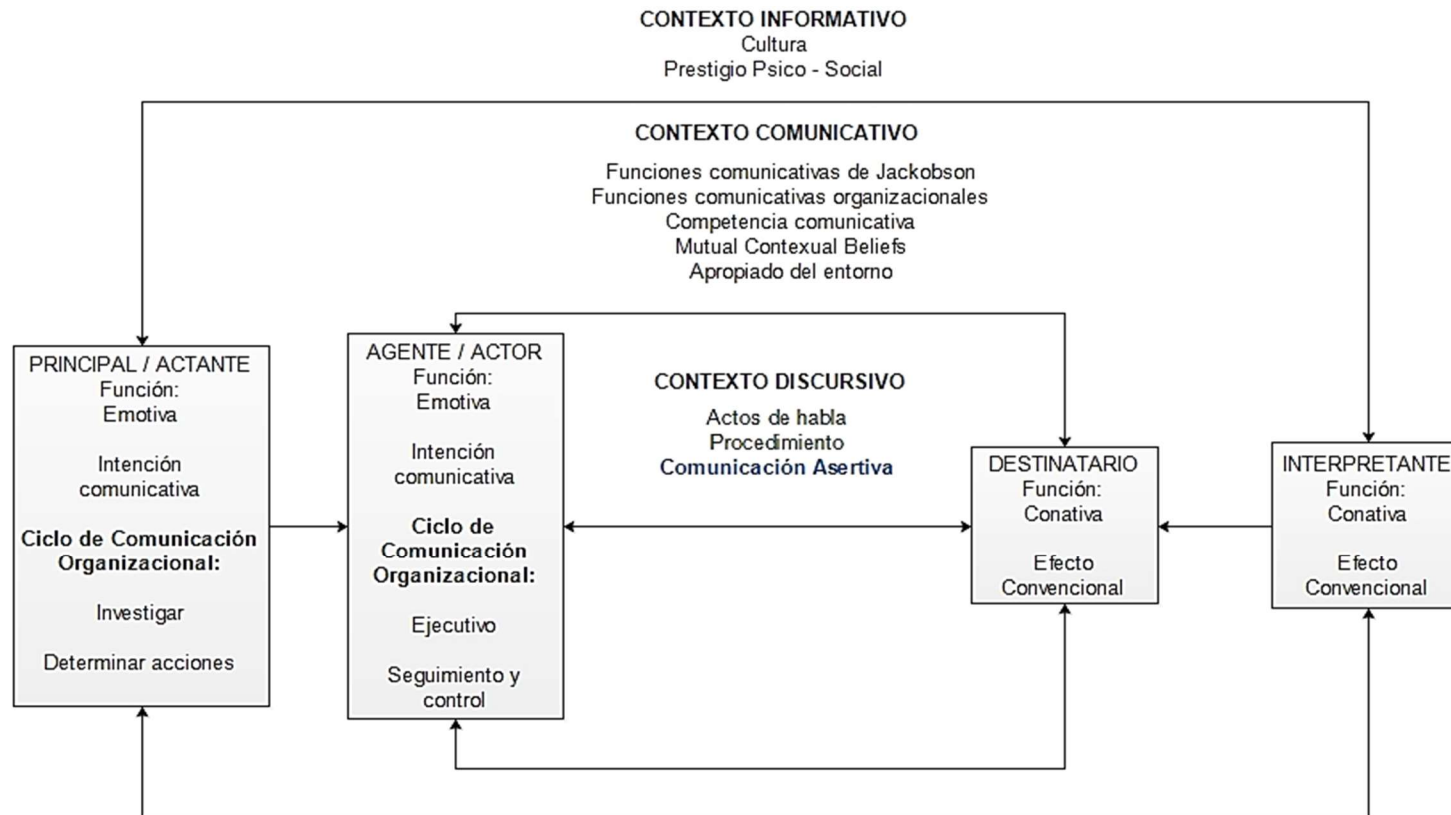 CONTEXTO INFORMATIVO
Cultura
Prestigio Psico - Social
CONTEXTO COMUNICATIVO
Funciones comunicativas de Jackobson
Funciones comunicativas organizacionales
Competencia comunicativa
Mutual Contexual Beliefs
Apropiado del entorno
PRINCIPAL / ACTANTE
Función:
Emotiva
Intención
comunicativa
Ciclo de Comunicación
Organizacional:
Investigar
Determinar acciones
AGENTE / ACTOR
Función:
Emotiva
Intención
comunicativa
Ciclo de
Comunicación
Organizacional:
Ejecutivo
Seguimiento y
control
CONTEXTO DISCURSIVO
Actos de habla
Procedimiento
Comunicación Asertiva
DESTINATARIO
Función:
Conativa
Efecto
Convencional
INTERPRETANTE
Función:
Conativa
Efecto
Convencional